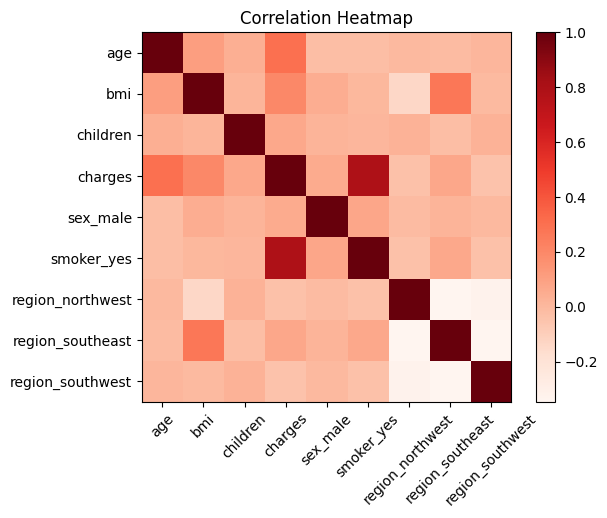 Correlation Heatmap
age
bmi
children
charges
sex_male
smoker_yes
region_northwest
region_southeast
region_southwest
age
bmi
children
charges
sex_male
smoker_yes
region_northwest
region_southeast
region_southwest
1.0
0.8
0.6
0.4
0.2
0.0
−0.2